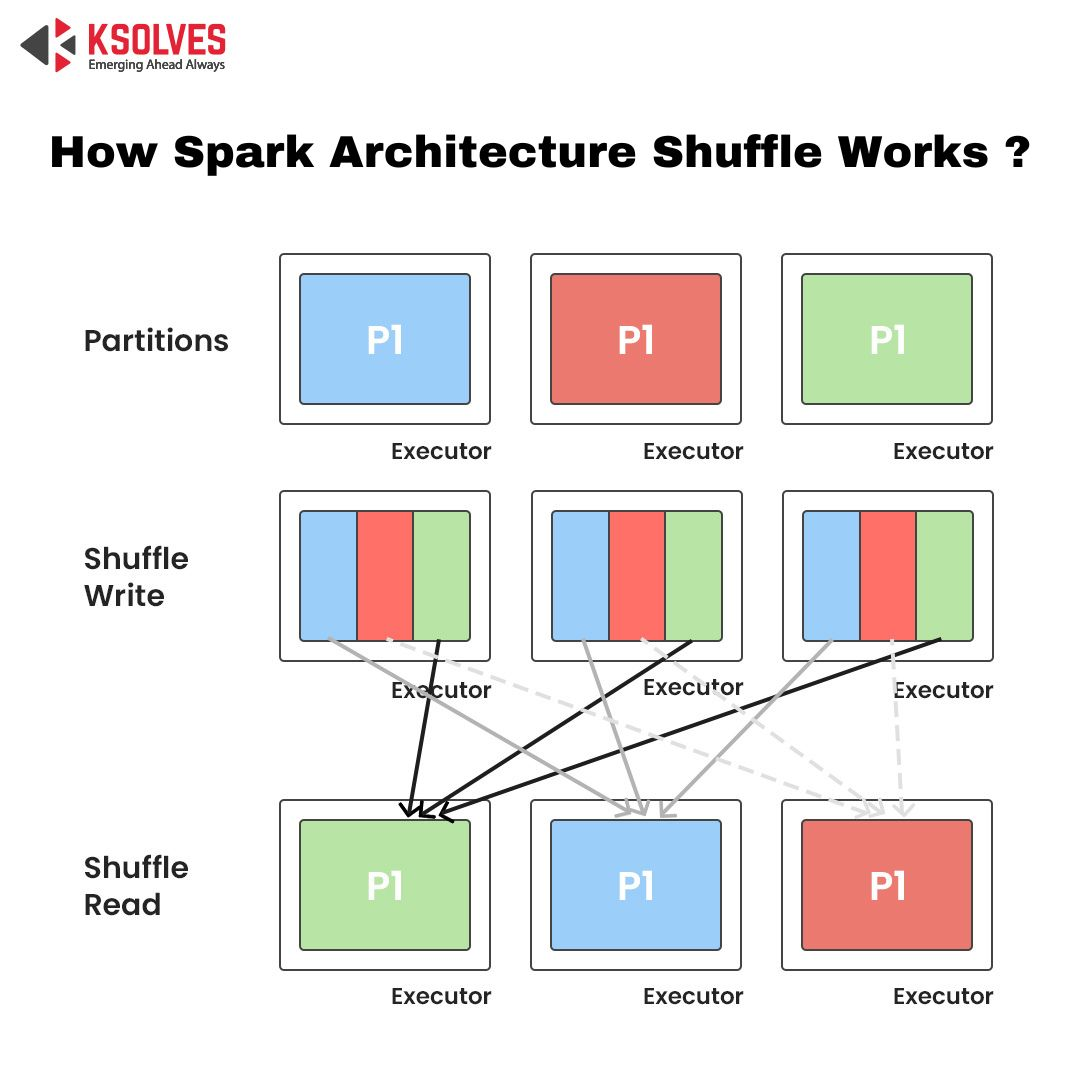 KSOLVES
Emerging Ahead Always
How Spark Architecture Shuffle Works ?
Partitions
P1
P1
P1
Executor
Executor
Executor
Shuffle
Write
Executor
Executor
Executor
Shuffle
Read
P1
P1
P1
Executor
Executor
Executor